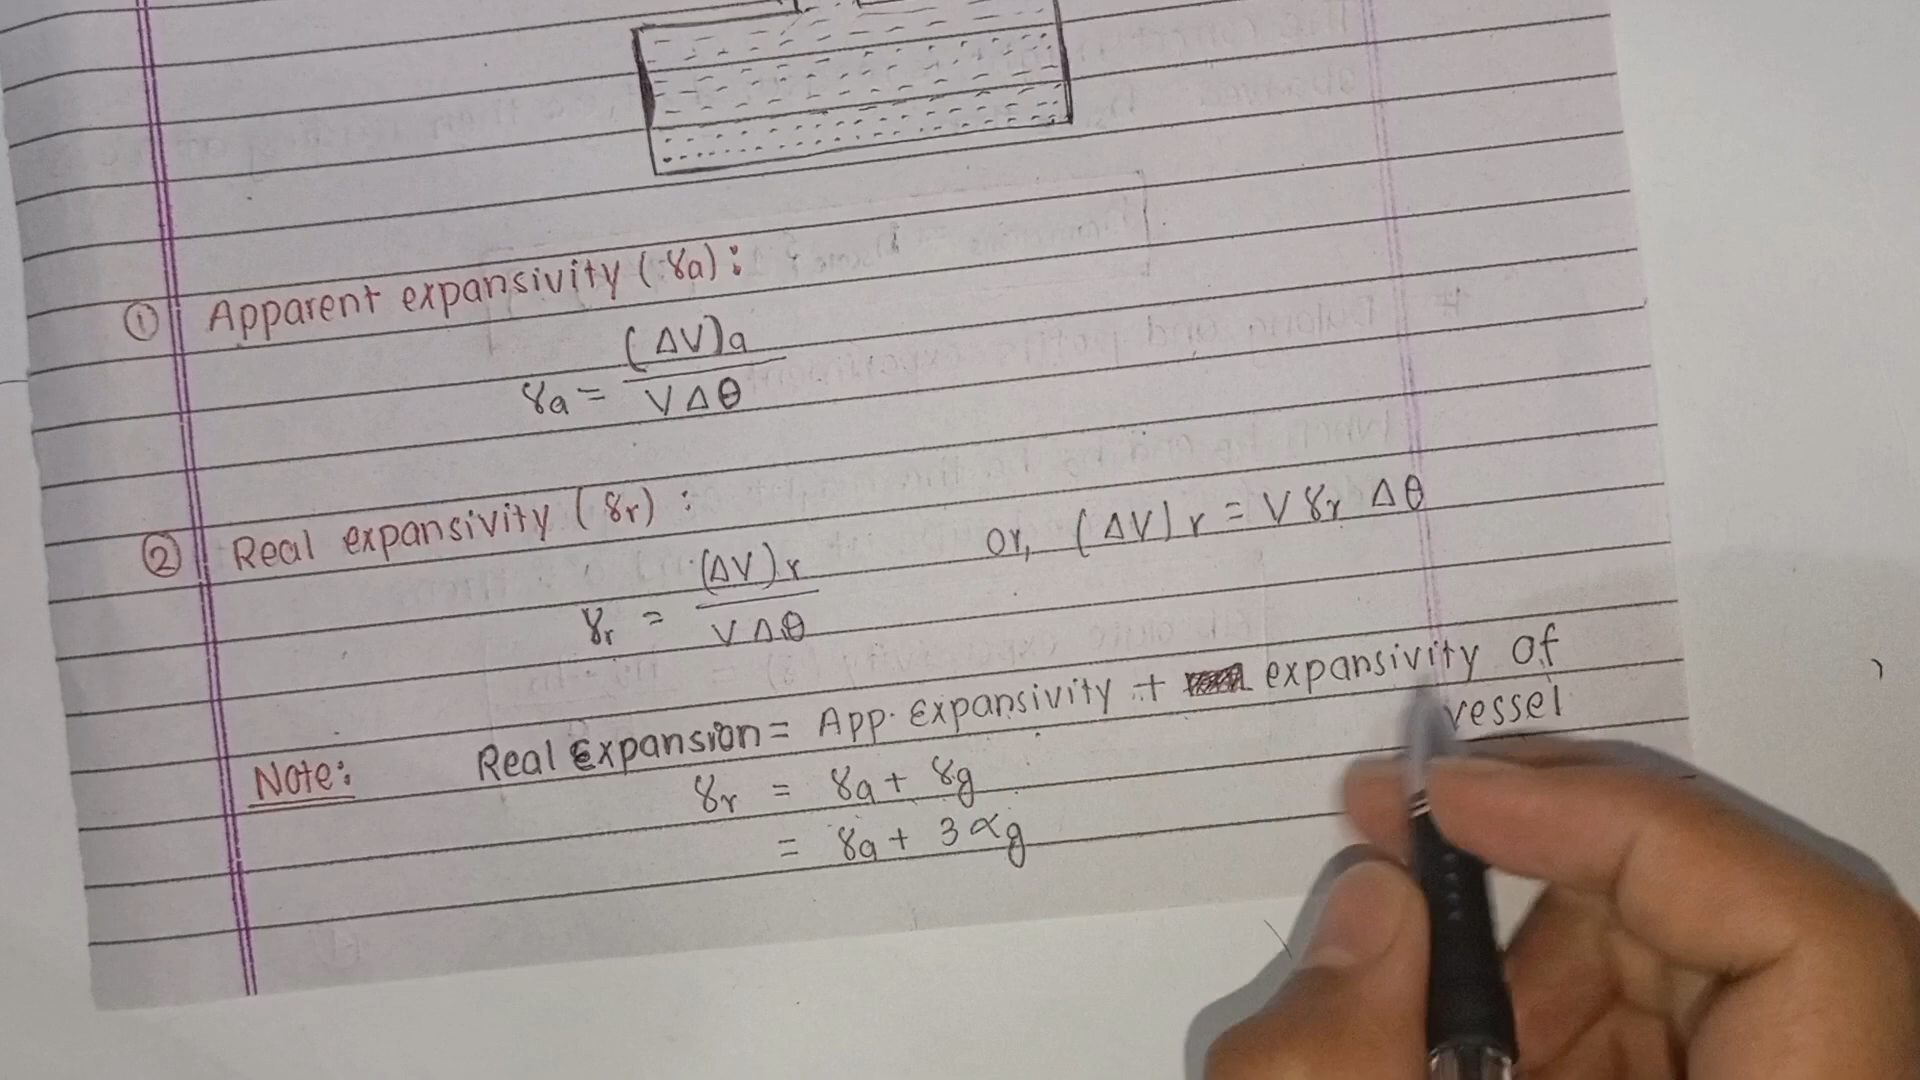 ① Apparent expansivity (γa):
γa = (ΔV)a / VΔθ
② Real expansivity (γr) :
γr = (ΔV)r / VΔθ or, (ΔV)r = Vγr Δθ
Note: Real Expansion = App. Expansivity + expansivity of
vessel
γr = γa + γg
= γa + 3αg